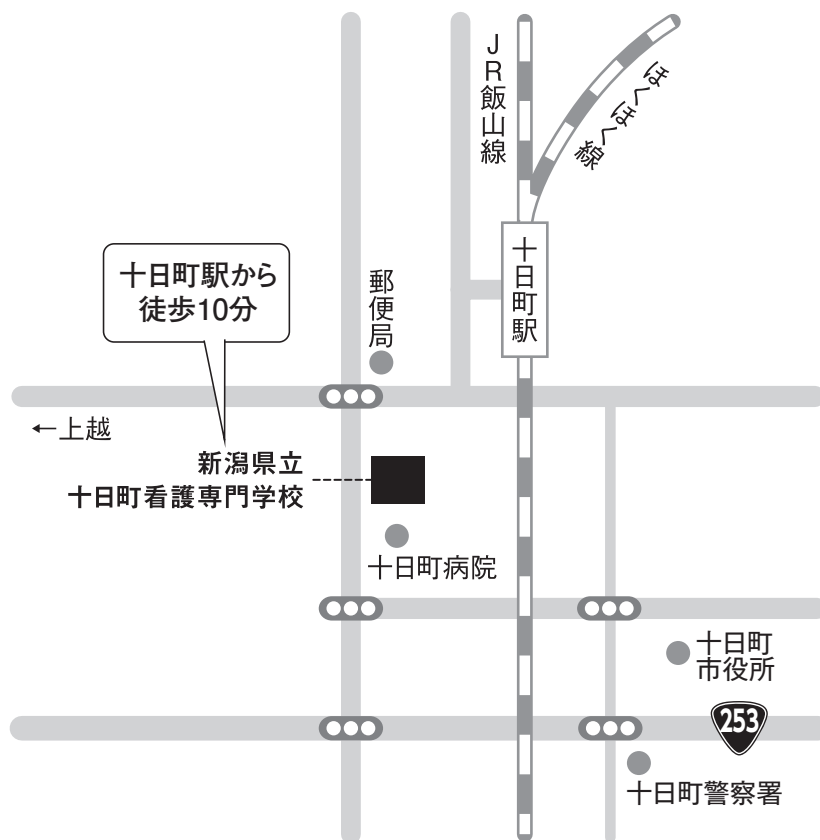 JR飯山線
ほくほく線
十日町駅
十日町駅から
徒歩10分
郵便局
←上越
新潟県立
十日町看護専門学校
十日町病院
十日町
市役所
253
十日町警察署